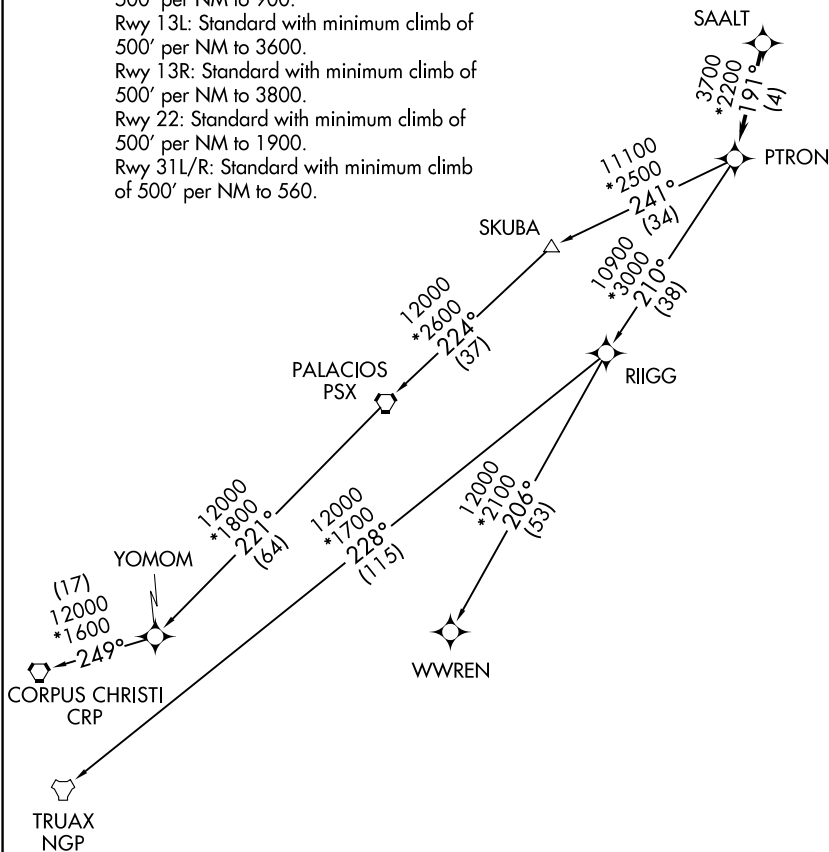 500' per NM to 900.
Rwy 13L: Standard with minimum climb of
500' per NM to 3600.
Rwy 13R: Standard with minimum climb of
500' per NM to 3800.
Rwy 22: Standard with minimum climb of
500' per NM to 1900.
Rwy 31L/R: Standard with minimum climb
of 500' per NM to 560.
SAALT
3700
*2200
191°
(4)
PTRON
11100
*2500
241°
(34)
SKUBA
10900
*3000
210°
(38)
RIIGG
12000
*2600
224°
(37)
PALACIOS
PSX
12000
*1800
221°
(64)
12000
*1700
228°
(115)
12000
*2100
206°
(53)
YOMOM
(17)
12000
*1600
249°
CORPUS CHRISTI
CRP
WWREN
TRUAX
NGP